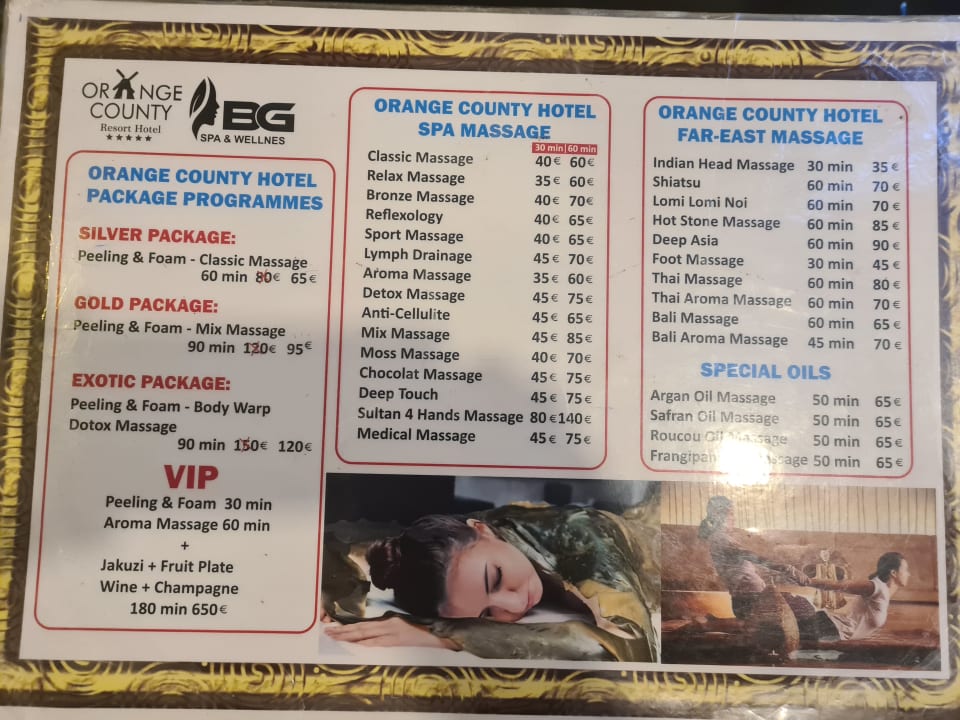 ORANGE COUNTY
Resort Hotel
BG
SPA & WELLNES
ORANGE COUNTY HOTEL
PACKAGE PROGRAMMES
SILVER PACKAGE:
Peeling & Foam - Classic Massage
60 min 80€ 65€
GOLD PACKAGE:
Peeling & Foam - Mix Massage
90 min 120€ 95€
EXOTIC PACKAGE:
Peeling & Foam - Body Warp
Dotox Massage
90 min 150€ 120€
VIP
Peeling & Foam 30 min
Aroma Massage 60 min
+
Jakuzi + Fruit Plate
Wine + Champagne
180 min 650€
ORANGE COUNTY HOTEL
SPA MASSAGE
30 min 60 min
Classic Massage 40€ 60€
Relax Massage 35€ 60€
Bronze Massage 40€ 70€
Reflexology 40€ 65€
Sport Massage 40€ 65€
Lymph Drainage 45€ 70€
Aroma Massage 35€ 60€
Detox Massage 45€ 75€
Anti-Cellulite 45€ 65€
Mix Massage 45€ 85€
Moss Massage 40€ 70€
Chocolat Massage 45€ 75€
Deep Touch 45€ 75€
Sultan 4 Hands Massage 80€ 140€
Medical Massage 45€ 75€
ORANGE COUNTY HOTEL
FAR-EAST MASSAGE
Indian Head Massage 30 min 35€
Shiatsu 60 min 70€
Lomi Lomi Noi 60 min 70€
Hot Stone Massage 60 min 85€
Deep Asia 60 min 90€
Foot Massage 30 min 45€
Thai Massage 60 min 80€
Thai Aroma Massage 60 min 70€
Bali Massage 60 min 65€
Bali Aroma Massage 45 min 70€
SPECIAL OILS
Argan Oil Massage 50 min 65€
Safran Oil Massage 50 min 65€
Roucou Oil Massage 50 min 65€
50 min 65€